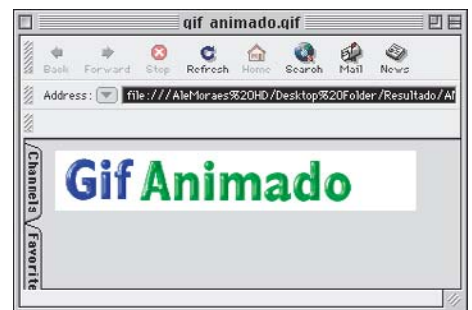 gif animado.gif
Back Forward Stop Refresh Home Search Mail News
Address: file:///AleMoraes%20HD/Desktop%20Folder/Resultado/A
Channels
Favorite
Gif Animado